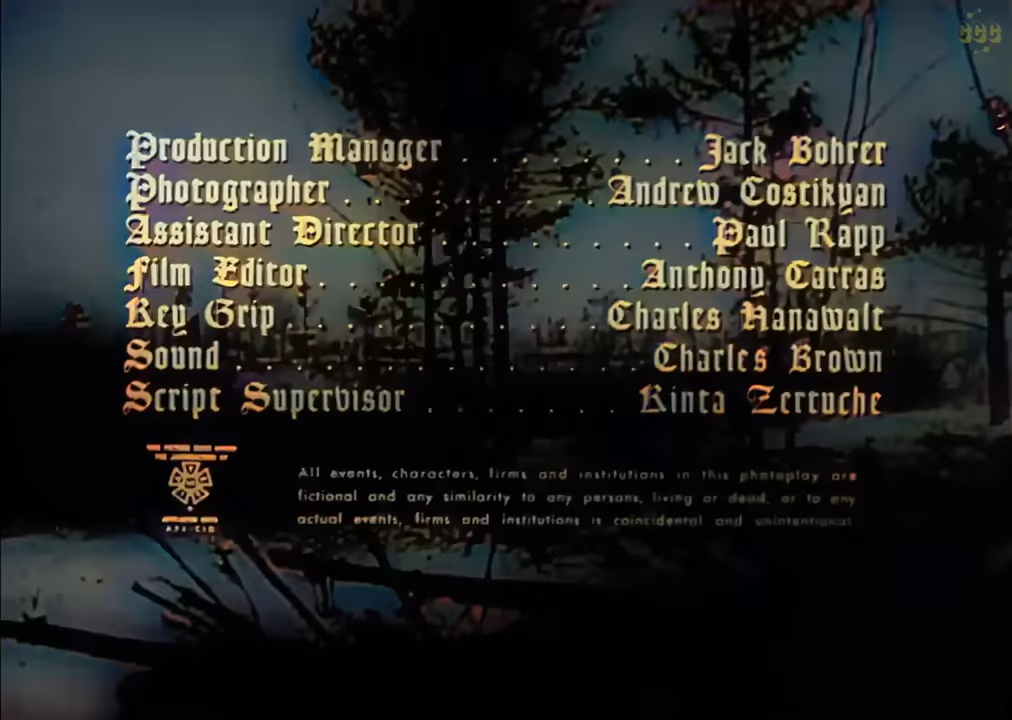 CCC
Production Manager . . . . . . . . . Jack Bohrer
Photographer . . . . . . . . . . Andrew Costikyan
Assistant Director . . . . . . . . . . Paul Rapp
Film Editor . . . . . . . . . . . . Anthony Carras
Key Grip . . . . . . . . . . . . Charles Hanawalt
Sound . . . . . . . . . . . . . . . Charles Brown
Script Supervisor . . . . . . . . Kinta Zertuche
All events, characters, firms and institutions in this photoplay are
fictional and any similarity to any persons, living or dead, or to any
actual events, firms and institutions is coincidental and unintentional
AFL-CIO